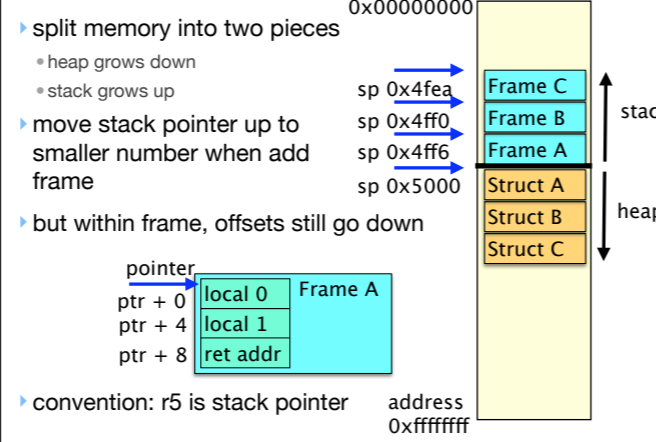 split memory into two pieces
heap grows down
stack grows up
move stack pointer up to
smaller number when add
frame
but within frame, offsets still go down
pointer
ptr + 0
ptr + 4
ptr + 8
local 0
local 1
ret addr
Frame A
convention: r5 is stack pointer
0x00000000
sp 0x4fea
sp 0x4ff0
sp 0x4ff6
sp 0x5000
Frame C
Frame B
Frame A
Struct A
Struct B
Struct C
stac
heap
address
0xffffffff